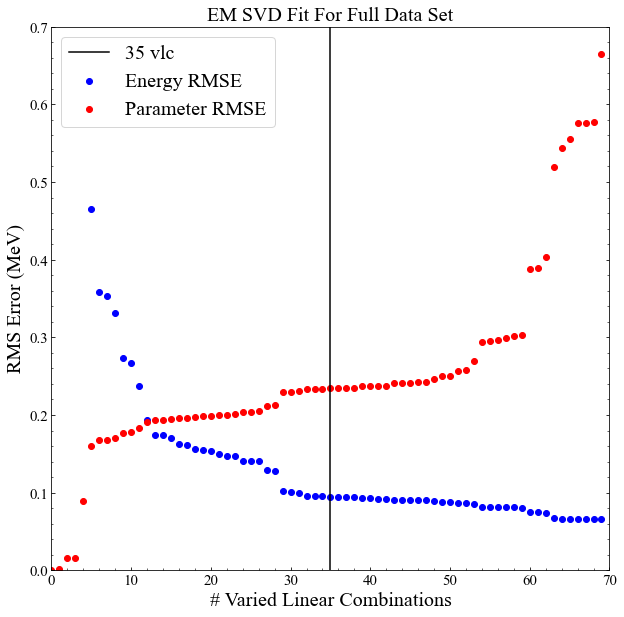 EM SVD Fit For Full Data Set
35 vlc
Energy RMSE
Parameter RMSE
RMS Error (MeV)
0.7
0.6
0.5
0.4
0.3
0.2
0.1
0.0
0 10 20 30 40 50 60 70
# Varied Linear Combinations